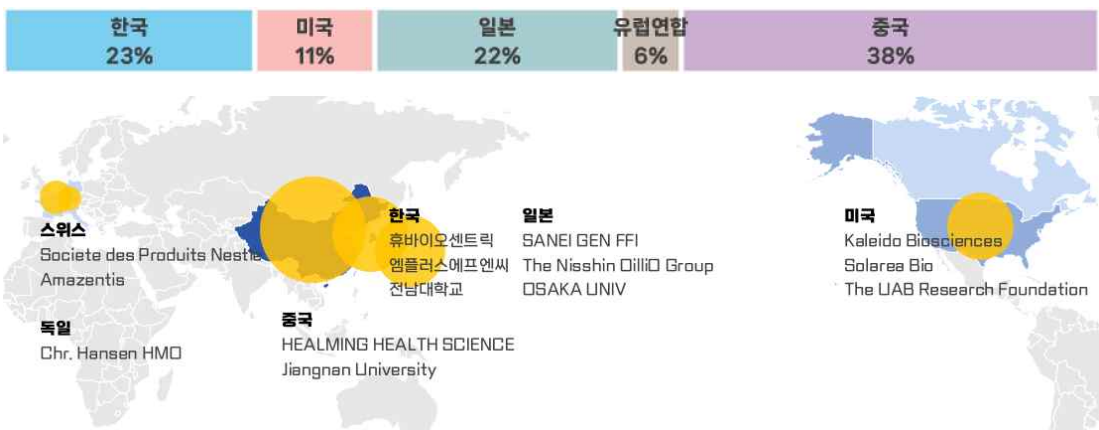 한국
23%
미국
11%
일본
22%
유럽연합
6%
중국
38%
스위스
Societe des Produits Nestle
Amazentis
독일
Chr. Hansen HMO
중국
HEALMING HEALTH SCIENCE
Jiangnan University
한국
휴바이오센트릭
엠플러스에프엔씨
전남대학교
일본
SANEI GEN FFI
The Nisshin OilliO Group
OSAKA UNIV
미국
Kaleido Biosciences
Solarea Bio
The UAB Research Foundation